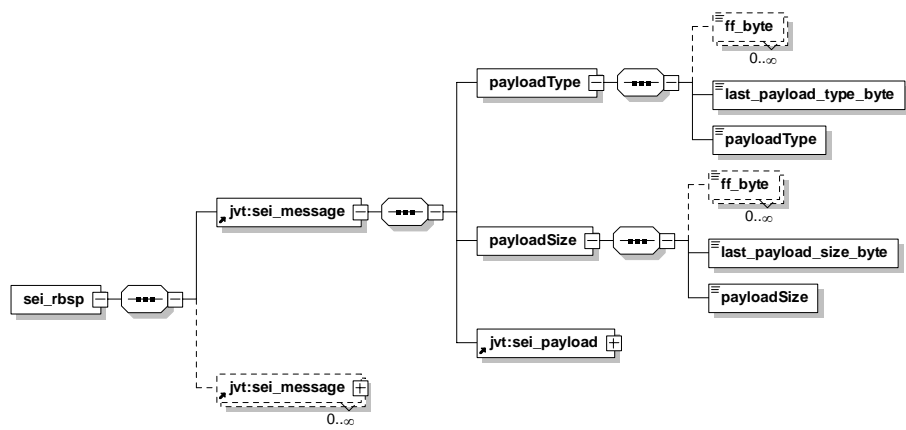 ff_byte
0..∞
payloadType
last_payload_type_byte
payloadType
ff_byte
0..∞
jvt:sei_message
payloadSize
last_payload_size_byte
sei_rbsp
payloadSize
jvt:sei_payload
jvt:sei_message
0..∞